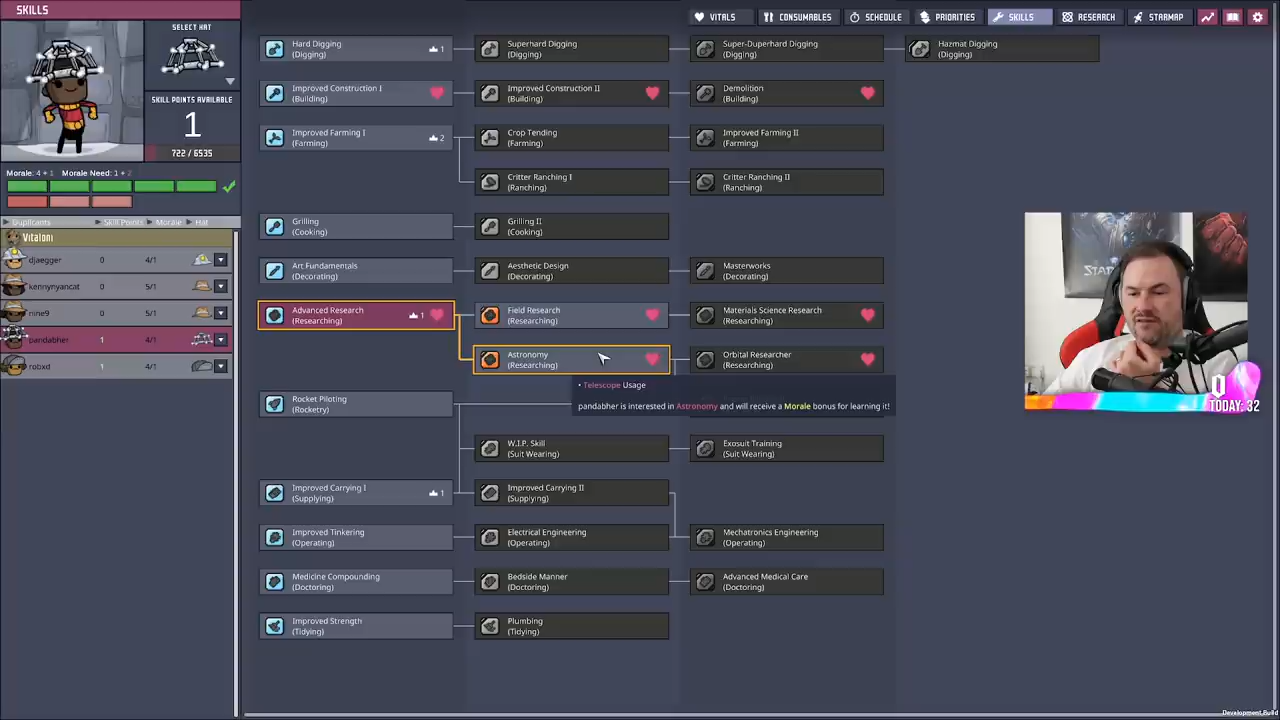 SKILLS
VITALS
CONSUMABLES
SCHEDULE
PRIORITIES
SKILLS
RESEARCH
STARMAP
SELECT HAT
SKILL POINTS AVAILABLE
1
722 / 6535
Morale: 4 + 1 Morale Need: 1 + 2
Duplicants Skill Points Morale Hat
Vitaloni
djaegger 0 4/1
kennynyancat 0 5/1
nine9 0 5/1
pandabher 1 4/1
robxd 1 4/1
Hard Digging
(Digging)
1
Superhard Digging
(Digging)
Super-Duperhard Digging
(Digging)
Hazmat Digging
(Digging)
Improved Construction I
(Building)
Improved Construction II
(Building)
Demolition
(Building)
Improved Farming I
(Farming)
2
Crop Tending
(Farming)
Improved Farming II
(Farming)
Critter Ranching I
(Ranching)
Critter Ranching II
(Ranching)
Grilling
(Cooking)
Grilling II
(Cooking)
Art Fundamentals
(Decorating)
Aesthetic Design
(Decorating)
Masterworks
(Decorating)
Advanced Research
(Researching)
1
Field Research
(Researching)
Materials Science Research
(Researching)
Astronomy
(Researching)
Orbital Researcher
(Researching)
• Telescope Usage
pandabher is interested in Astronomy and will receive a Morale bonus for learning it!
Rocket Piloting
(Rocketry)
W.I.P. Skill
(Suit Wearing)
Exosuit Training
(Suit Wearing)
Improved Carrying I
(Supplying)
1
Improved Carrying II
(Supplying)
Improved Tinkering
(Operating)
Electrical Engineering
(Operating)
Mechatronics Engineering
(Operating)
Medicine Compounding
(Doctoring)
Bedside Manner
(Doctoring)
Advanced Medical Care
(Doctoring)
Improved Strength
(Tidying)
Plumbing
(Tidying)
STA
TODAY: 32
Development Build